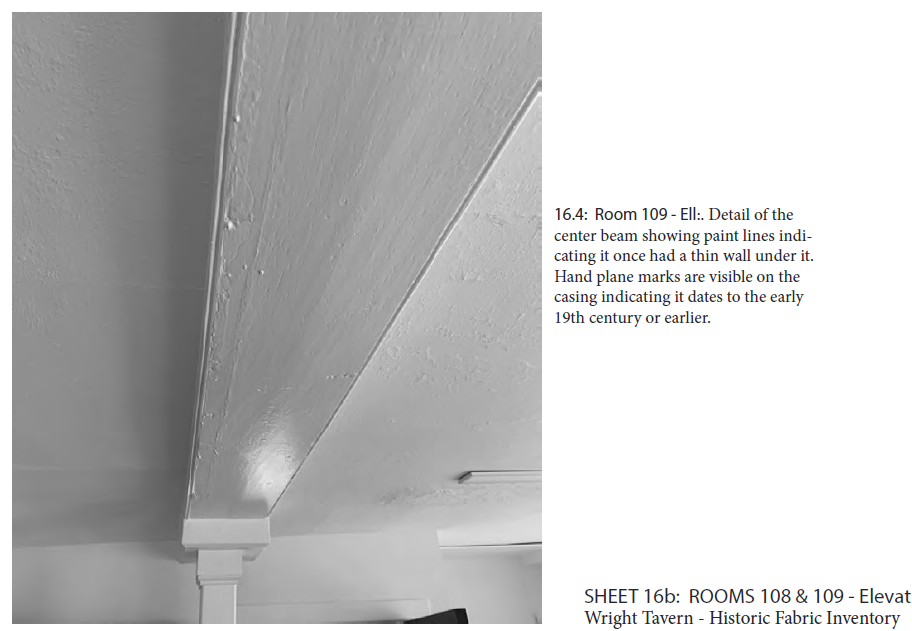 16.4: Room 109 - Ell:. Detail of the
center beam showing paint lines indi-
cating it once had a thin wall under it.
Hand plane marks are visible on the
casing indicating it dates to the early
19th century or earlier.
SHEET 16b: ROOMS 108 & 109 - Elevat
Wright Tavern - Historic Fabric Inventory